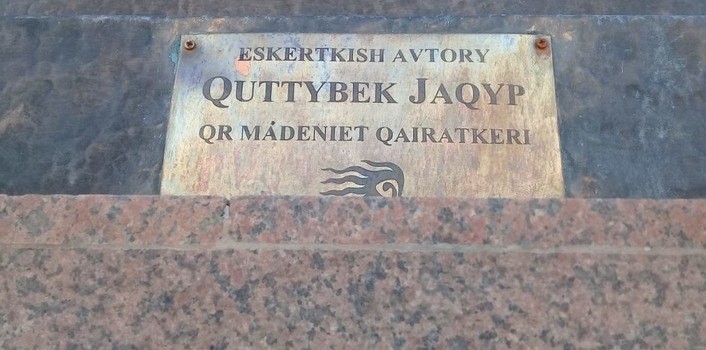 ESKERTKISH AVTORY
QUTTYBEK JAQYP
QR MÁDENIET QAIRATKERI